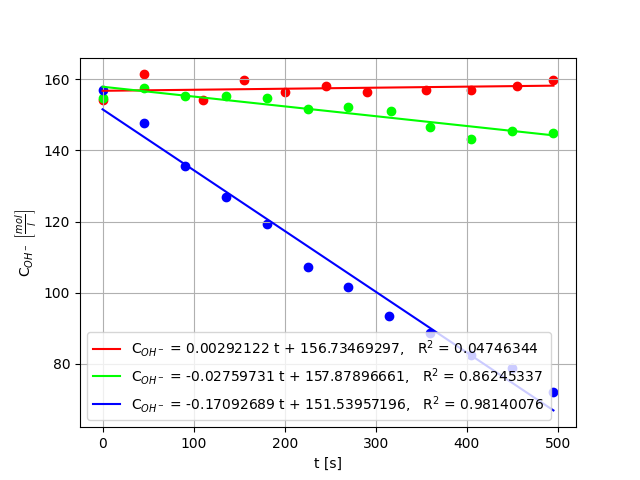 160
140
120
100
80
C_{OH^-} [mol/l]
C_{OH^-} = 0.00292122 t + 156.73469297,   R² = 0.04746344
C_{OH^-} = -0.02759731 t + 157.87896661,   R² = 0.86245337
C_{OH^-} = -0.17092689 t + 151.53957196,   R² = 0.98140076
0 100 200 300 400 500
t [s]